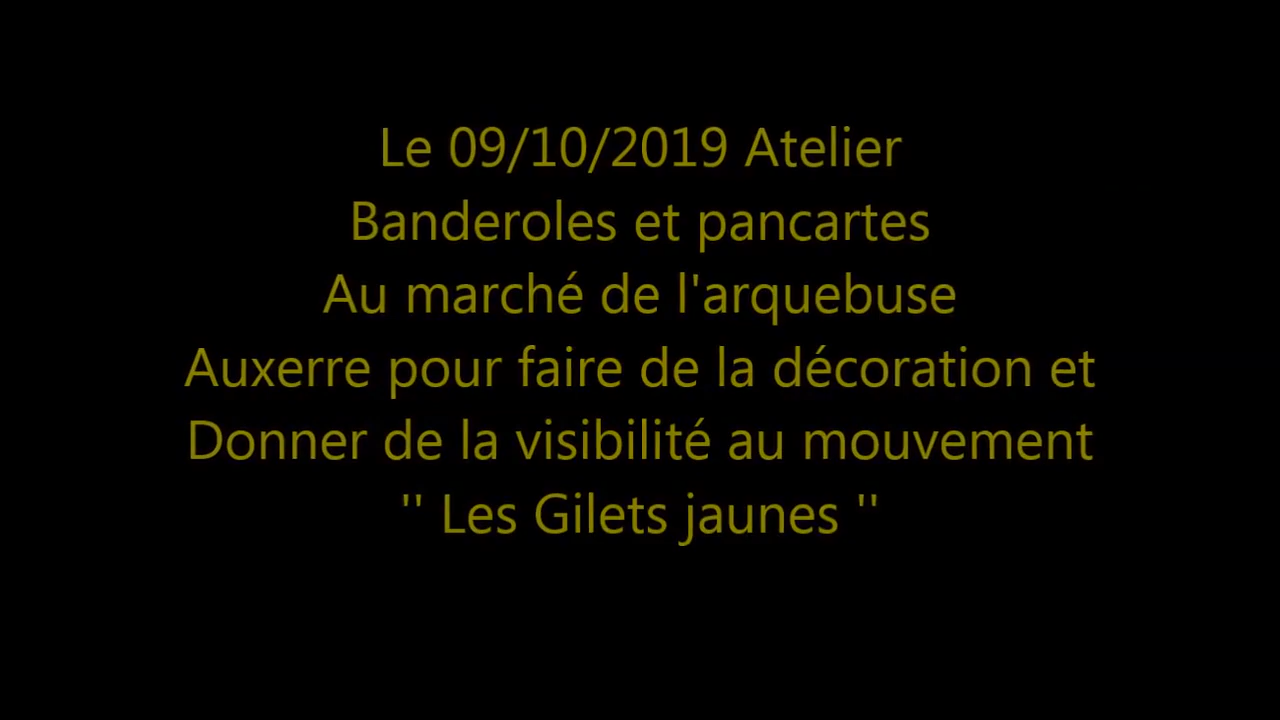 Le 09/10/2019 Atelier
Banderoles et pancartes
Au marché de l'arquebuse
Auxerre pour faire de la décoration et
Donner de la visibilité au mouvement
'' Les Gilets jaunes ''